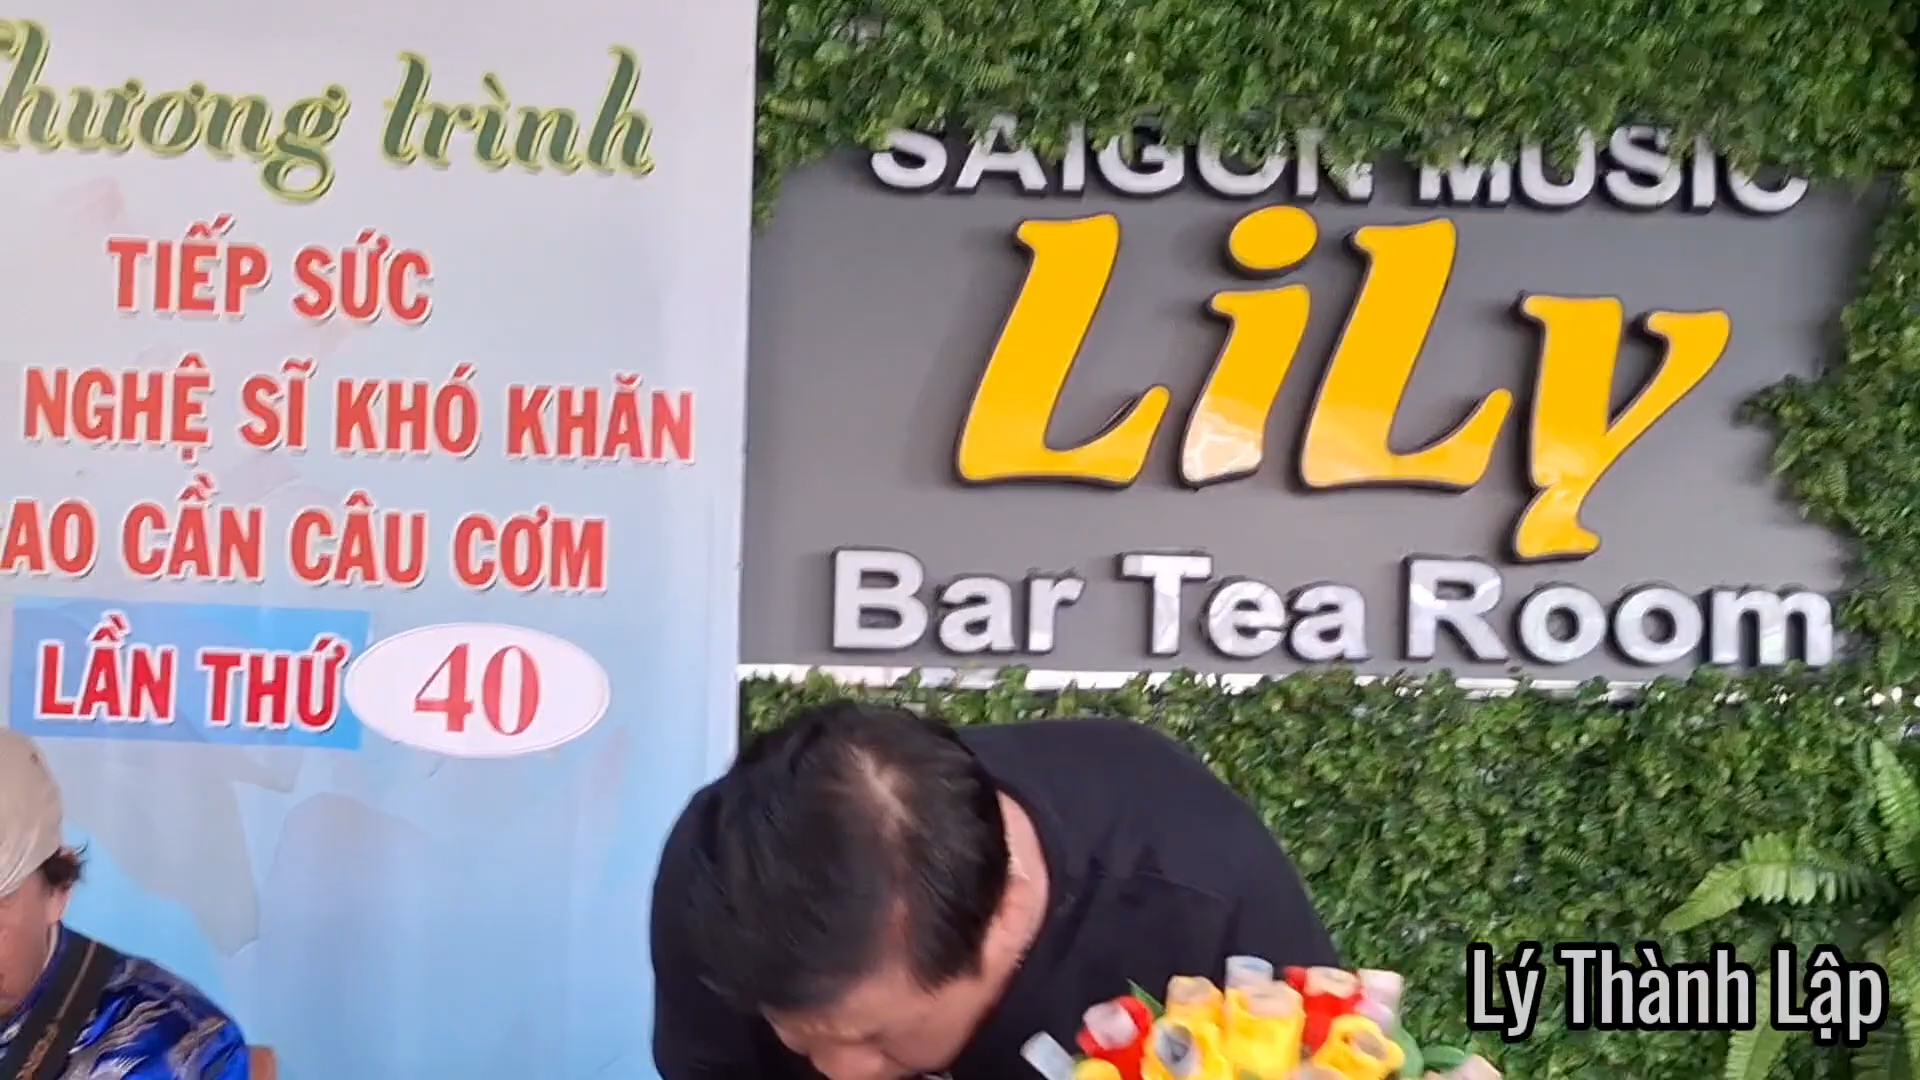 hương trình
TIẾP SỨC
NGHỆ SĨ KHÓ KHĂN
AO CẦN CÂU CƠM
LẦN THỨ 40
SAIGON MUSIC
LiLy
Bar Tea Room
Lý Thành Lập